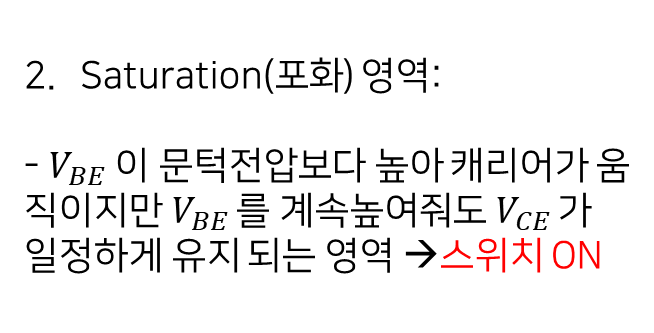 2. Saturation(포화) 영역:
- V_BE 이 문턱전압보다 높아 캐리어가 움
직이지만 V_BE 를 계속높여줘도 V_CE 가
일정하게 유지 되는 영역 →스위치 ON